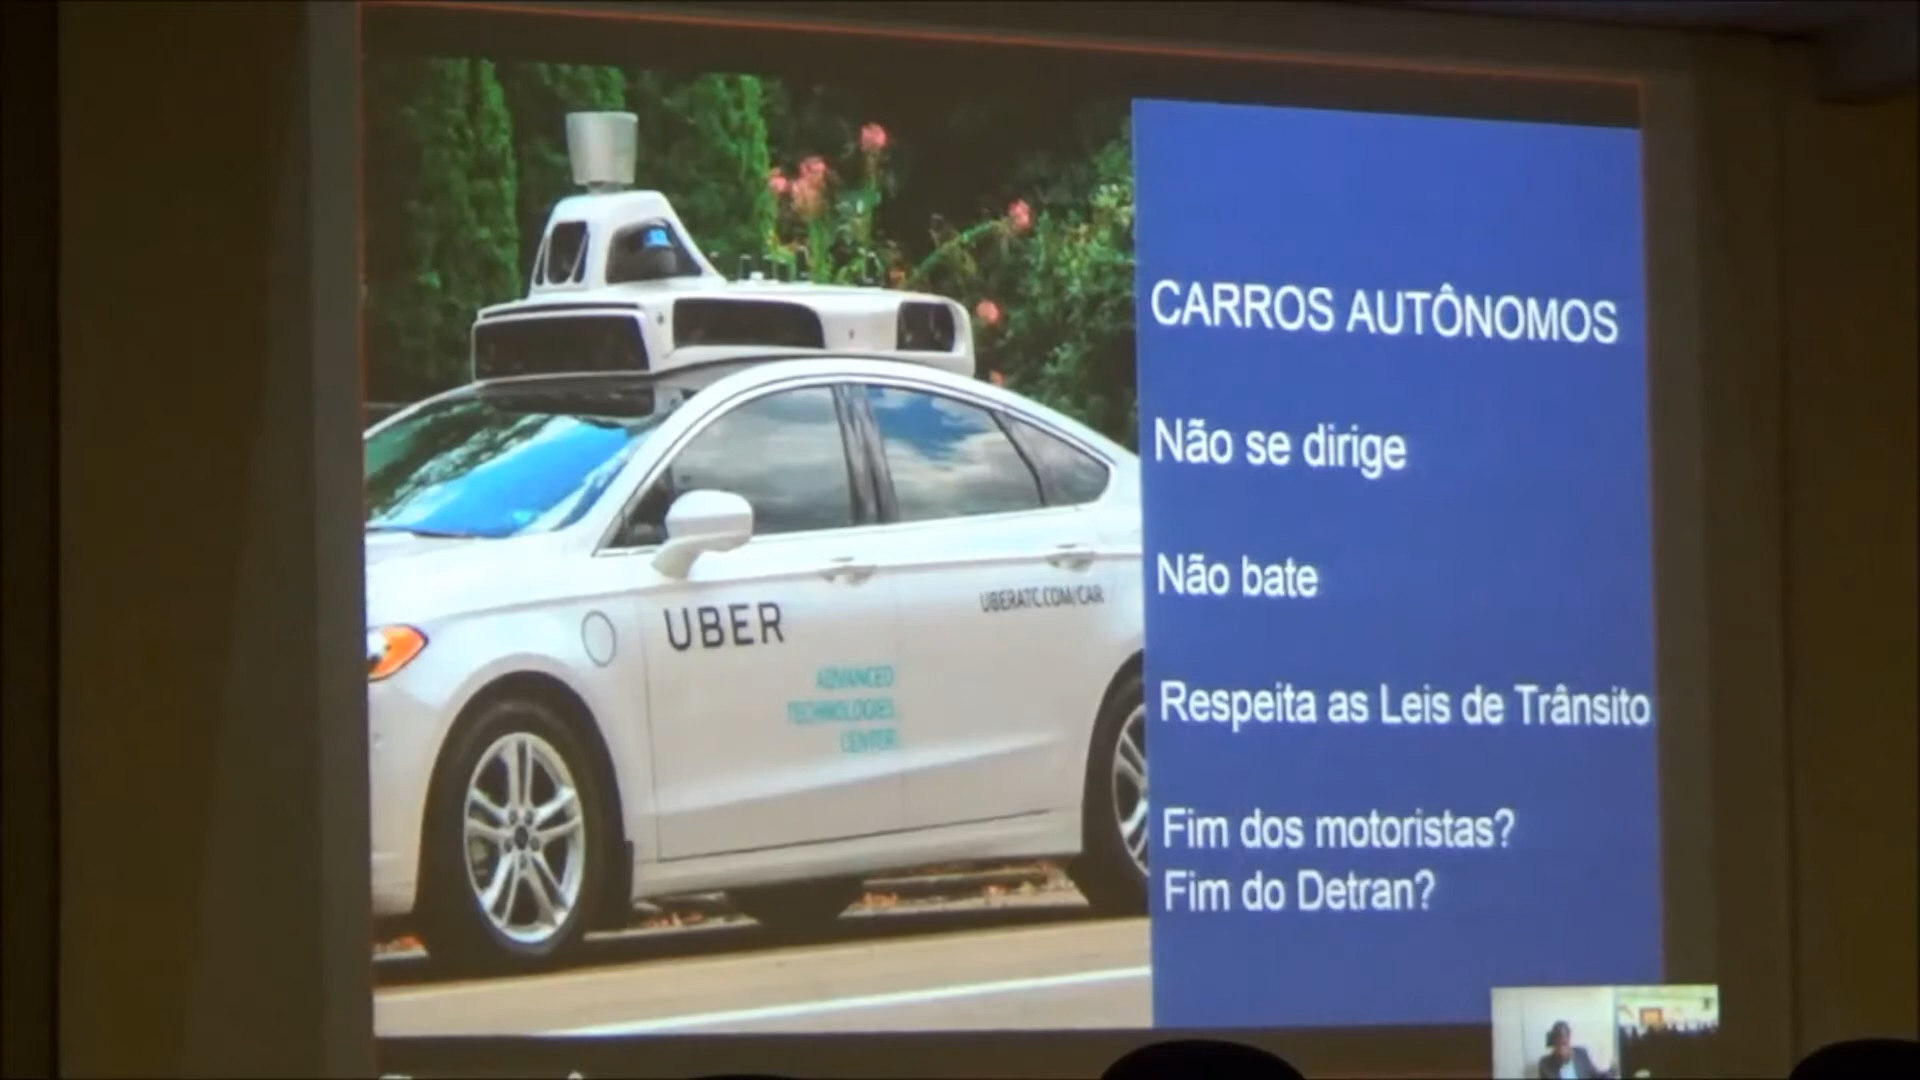 CARROS AUTÔNOMOS
Não se dirige
Não bate
Respeita as Leis de Trânsito
Fim dos motoristas?
Fim do Detran?
UBER
UBERATC.COM/CAR
ADVANCED
TECHNOLOGIES
CENTER